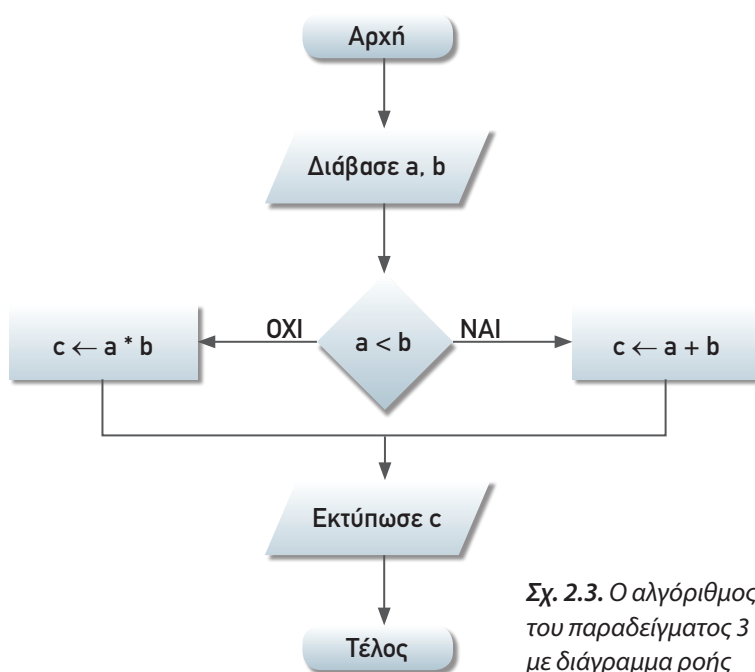 Αρχή
Διάβασε a, b
ΟΧΙ
a < b
ΝΑΙ
c ← a * b
c ← a + b
Εκτύπωσε c
Τέλος
Σχ. 2.3. Ο αλγόριθμος
του παραδείγματος 3
με διάγραμμα ροής